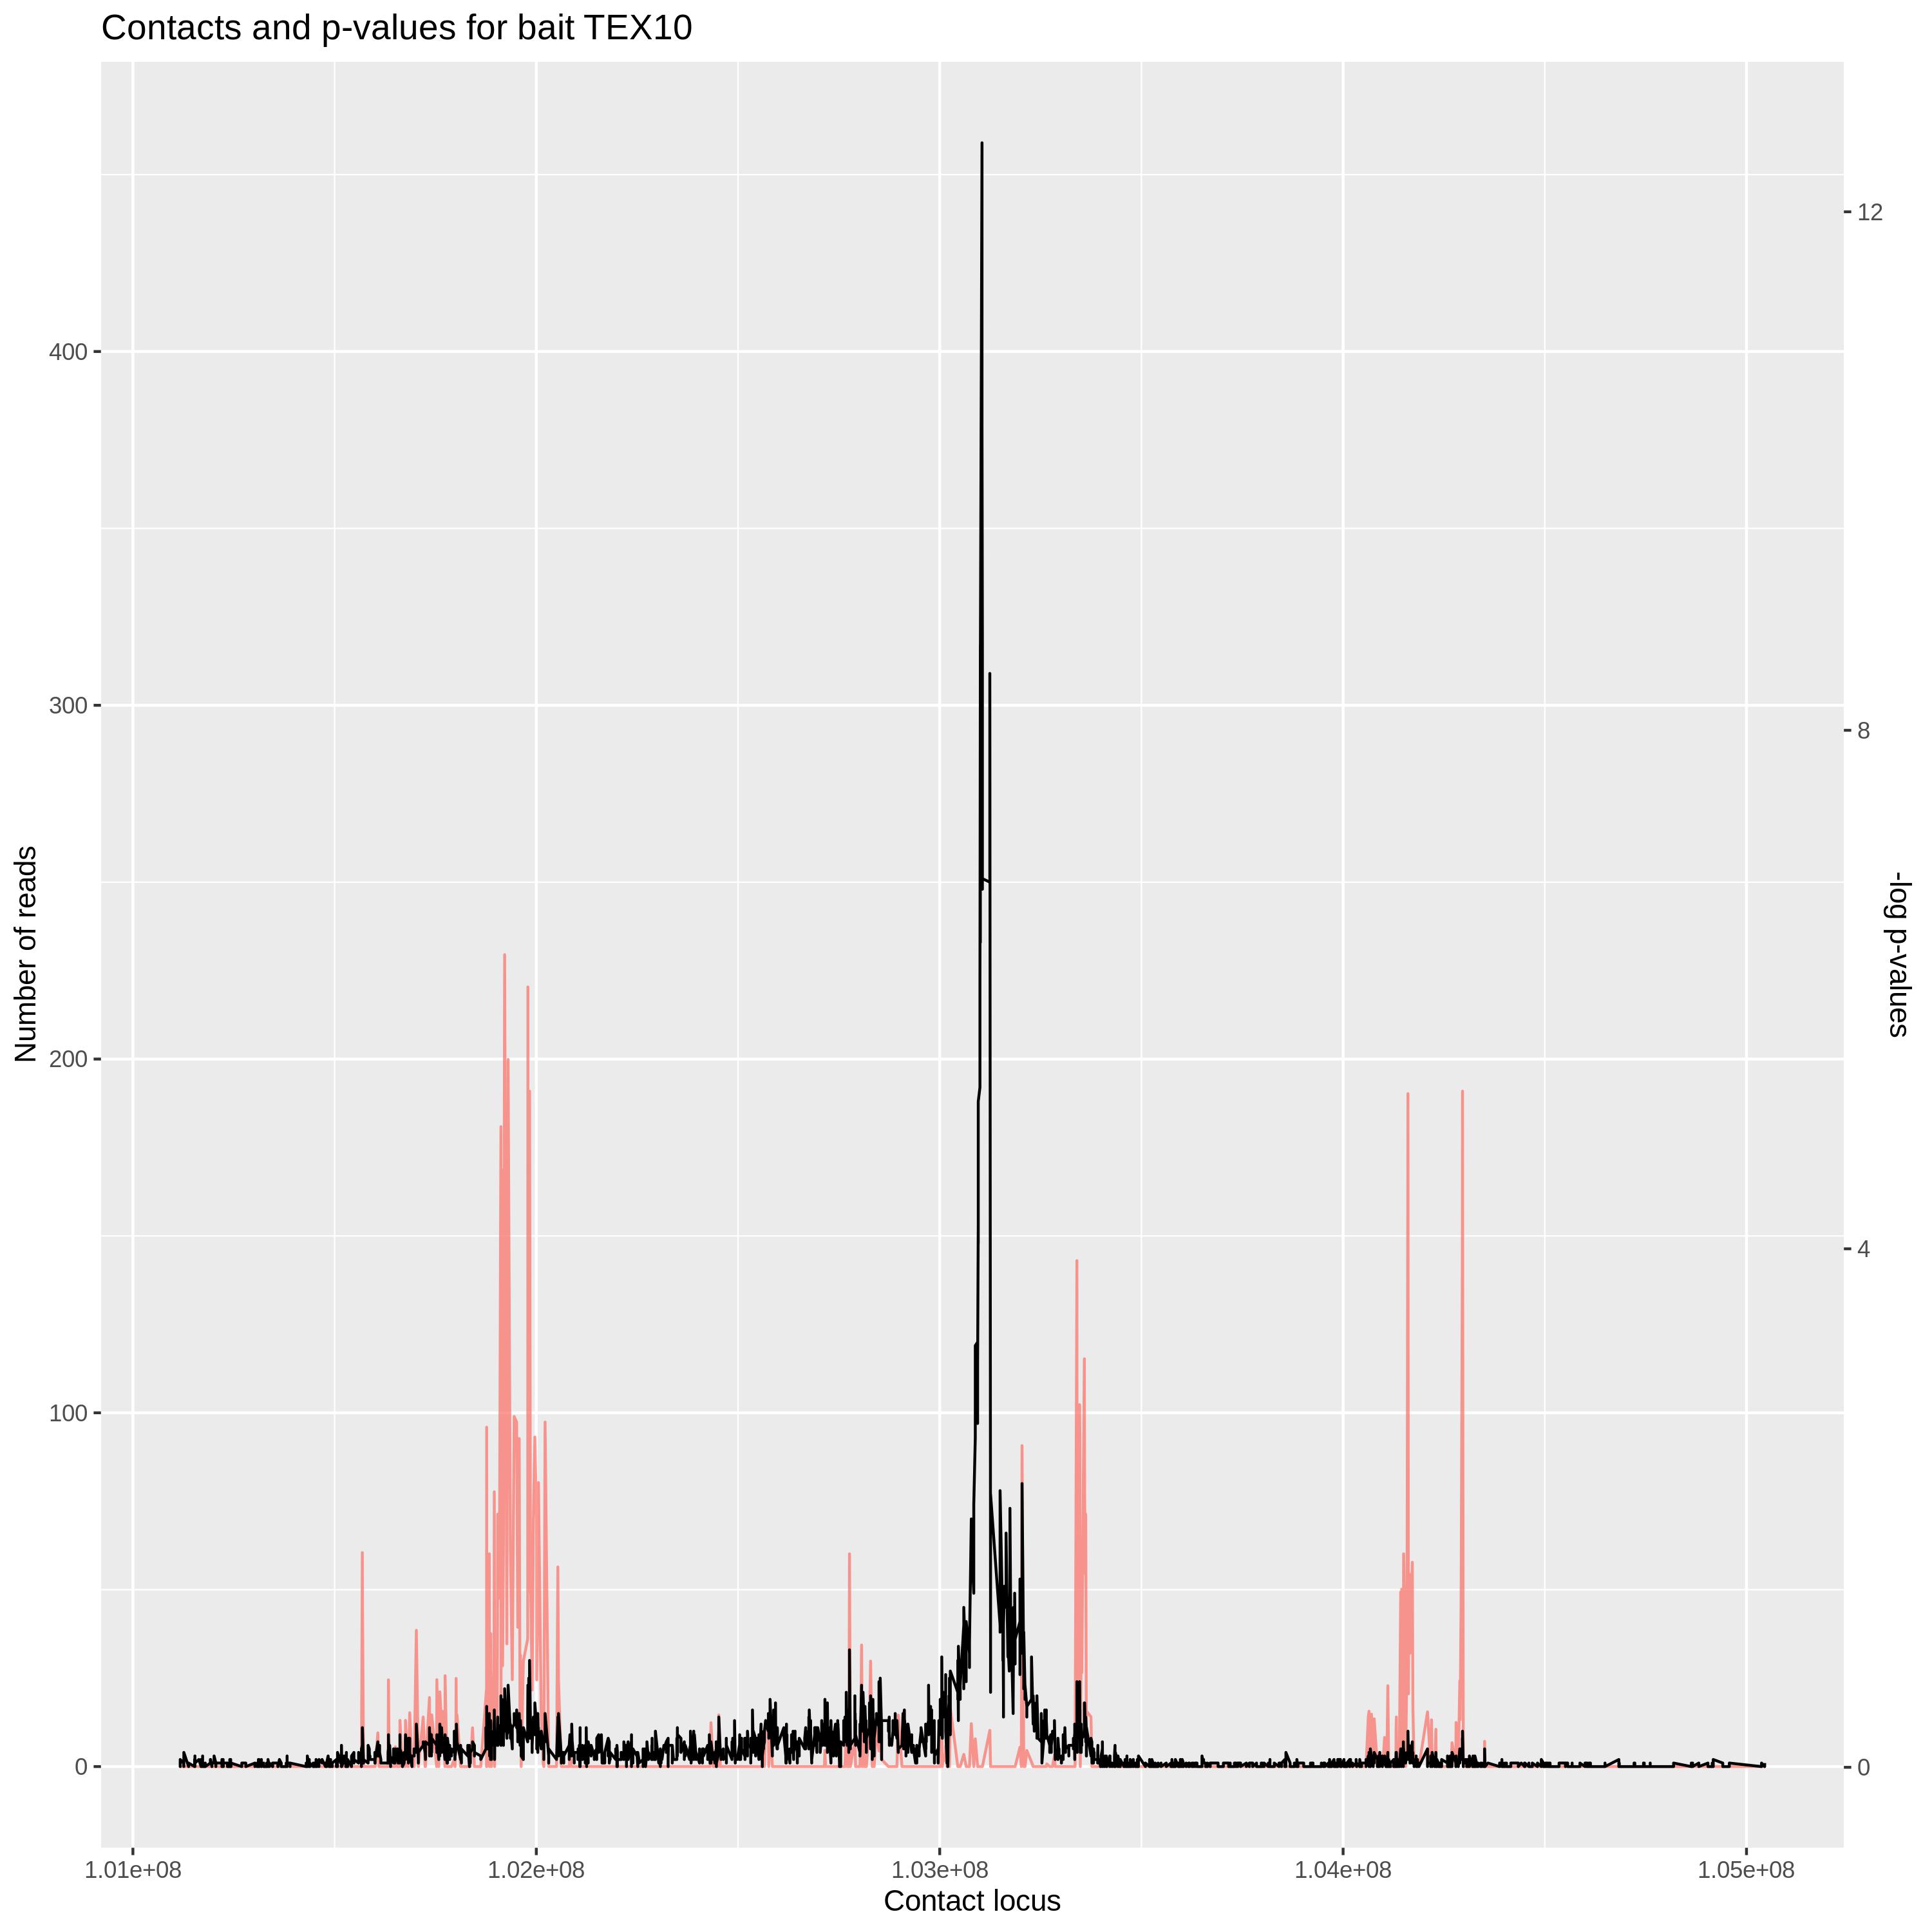 Contacts and p-values for bait TEX10
Number of reads
400
300
200
100
0
12
8
4
0
-log p-values
1.01e+08
1.02e+08
1.03e+08
1.04e+08
1.05e+08
Contact locus